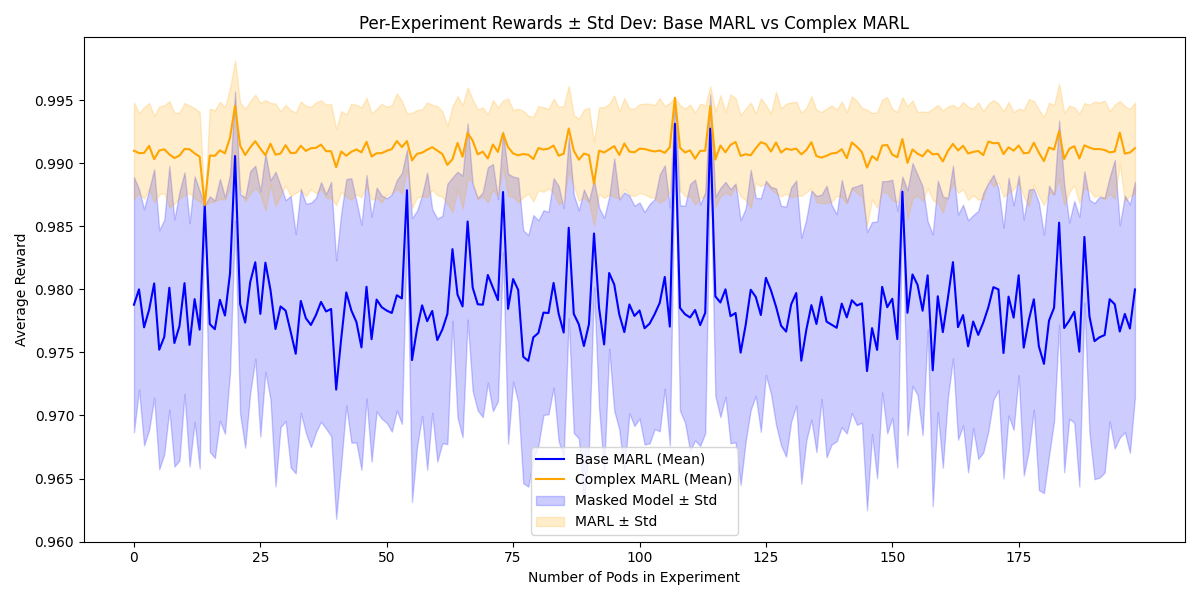 Per-Experiment Rewards ± Std Dev: Base MARL vs Complex MARL
Average Reward
0.995
0.990
0.985
0.980
0.975
0.970
0.965
0.960
0
25
50
75
100
125
150
175
Number of Pods in Experiment
Base MARL (Mean)
Complex MARL (Mean)
Masked Model ± Std
MARL ± Std